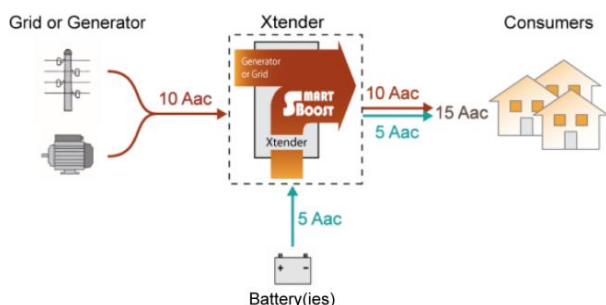 Grid or Generator
Xtender
Consumers
Generator
or Grid
10 Aac
SMART
BOOST
10 Aac
5 Aac
15 Aac
Xtender
5 Aac
+ -
Battery(ies)